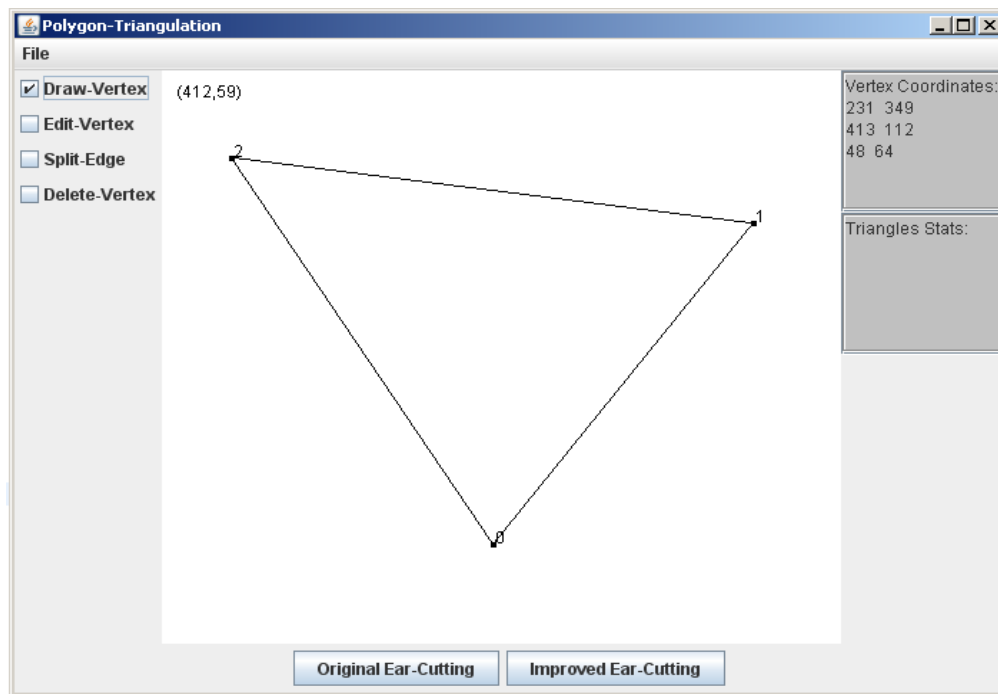 Polygon-Triangulation
File
Draw-Vertex
Edit-Vertex
Split-Edge
Delete-Vertex
(412,59)
2
1
0
Vertex Coordinates:
231 349
413 112
48 64
Triangles Stats:
Original Ear-Cutting
Improved Ear-Cutting